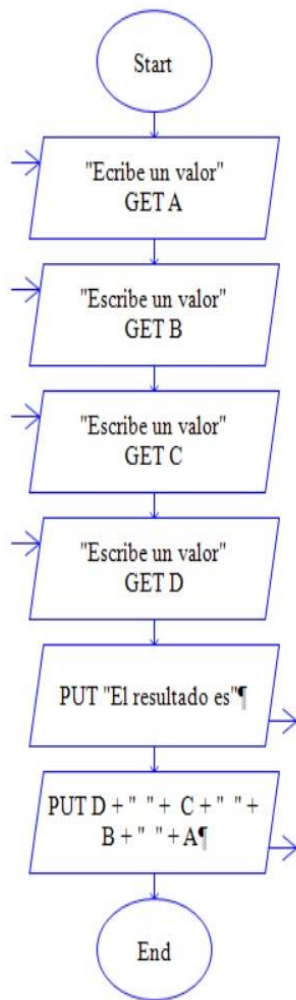 Start
"Ecribe un valor"
GET A
"Escribe un valor"
GET B
"Escribe un valor"
GET C
"Escribe un valor"
GET D
PUT "El resultado es"¶
PUT D + " " + C + " " +
B + " " + A¶
End